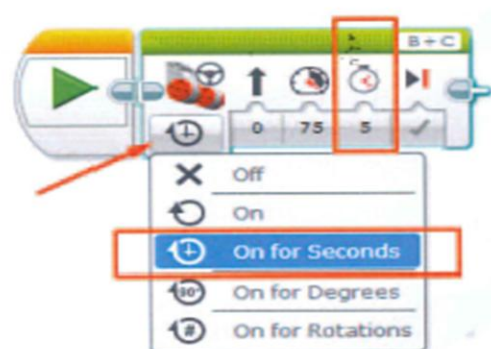 B+C
0 75 5
Off
On
On for Seconds
On for Degrees
On for Rotations